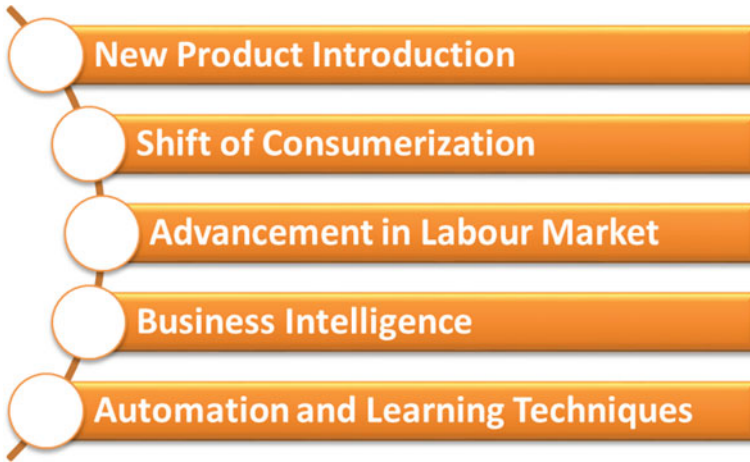 New Product Introduction
Shift of Consumerization
Advancement in Labour Market
Business Intelligence
Automation and Learning Techniques